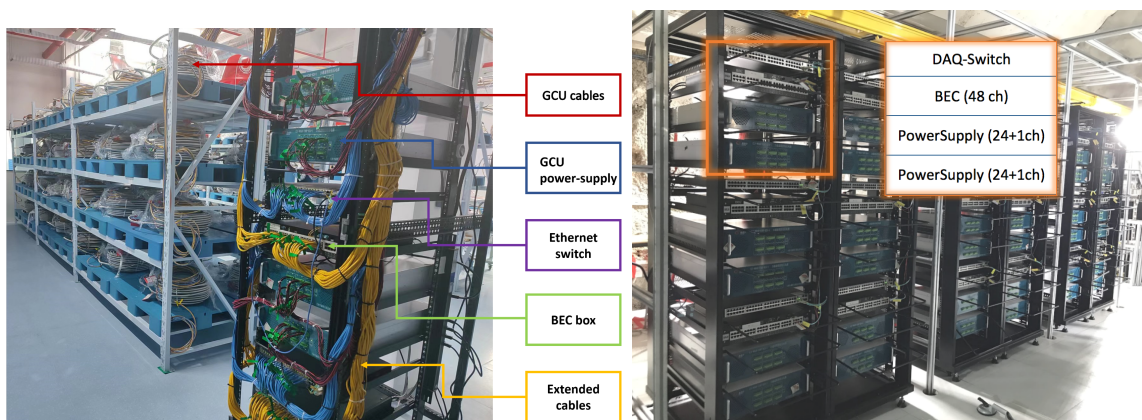 GCU cables
GCU
power-supply
Ethernet
switch
BEC box
Extended
cables
DAQ-Switch
BEC (48 ch)
PowerSupply (24+1ch)
PowerSupply (24+1ch)